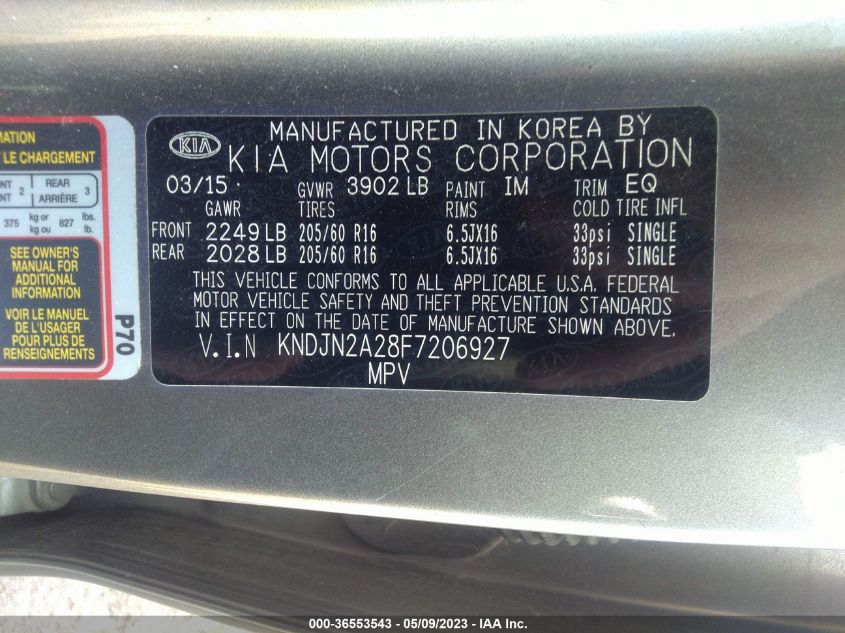 MATION
LE CHARGEMENT
2 REAR
2 ARRIÈRE 3
375 kg or 827 lbs.
kg ou lb.
SEE OWNER'S
MANUAL FOR
ADDITIONAL
INFORMATION
VOIR LE MANUEL
DE L'USAGER
POUR PLUS DE
RENSEIGNEMENTS
P70
KIA
MANUFACTURED IN KOREA BY
KIA MOTORS CORPORATION
03/15 GVWR 3902 LB PAINT IM TRIM EQ
GAWR TIRES RIMS COLD TIRE INFL
FRONT 2249 LB 205/60 R16 6.5JX16 33psi SINGLE
REAR 2028 LB 205/60 R16 6.5JX16 33psi SINGLE
THIS VEHICLE CONFORMS TO ALL APPLICABLE U.S.A. FEDERAL
MOTOR VEHICLE SAFETY AND THEFT PREVENTION STANDARDS
IN EFFECT ON THE DATE OF MANUFACTURE SHOWN ABOVE.
V.I.N KNDJN2A28F7206927
MPV
000-36553543 / 05/09/2023 - IAA Inc.